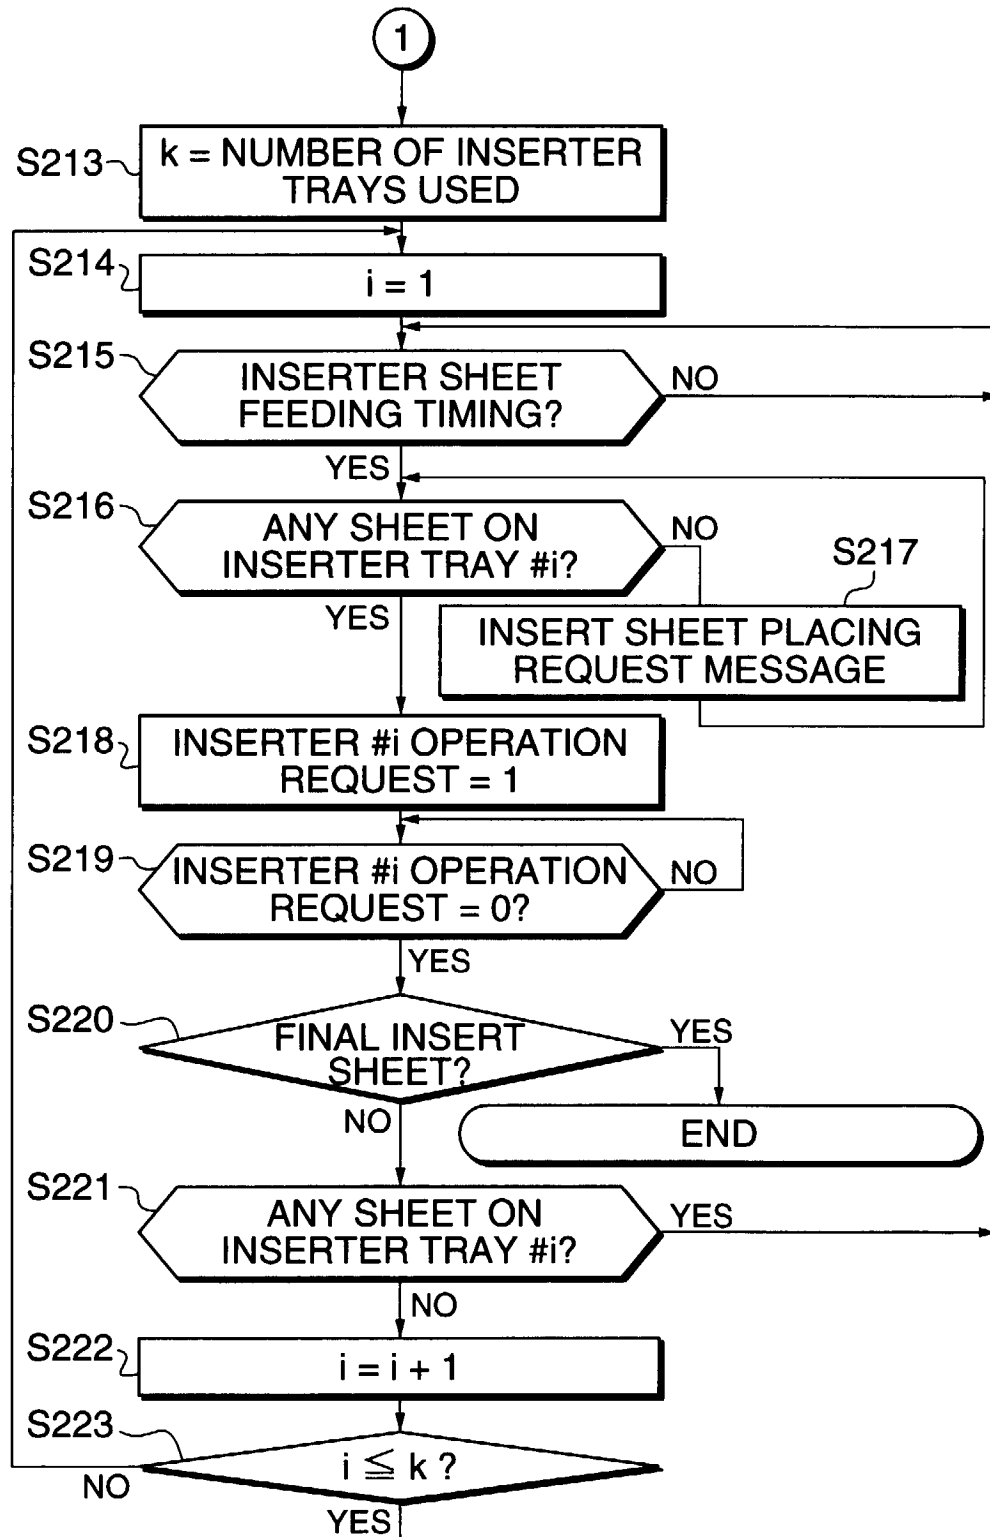 1
S213
k = NUMBER OF INSERTER
TRAYS USED
S214
i = 1
S215
INSERTER SHEET
FEEDING TIMING?
NO
YES
S216
ANY SHEET ON
INSERTER TRAY #i?
NO
YES
S217
INSERT SHEET PLACING
REQUEST MESSAGE
S218
INSERTER #i OPERATION
REQUEST = 1
S219
INSERTER #i OPERATION
REQUEST = 0?
NO
YES
S220
FINAL INSERT
SHEET?
YES
NO
END
S221
ANY SHEET ON
INSERTER TRAY #i?
YES
NO
S222
i = i + 1
S223
i ≦ k ?
NO
YES